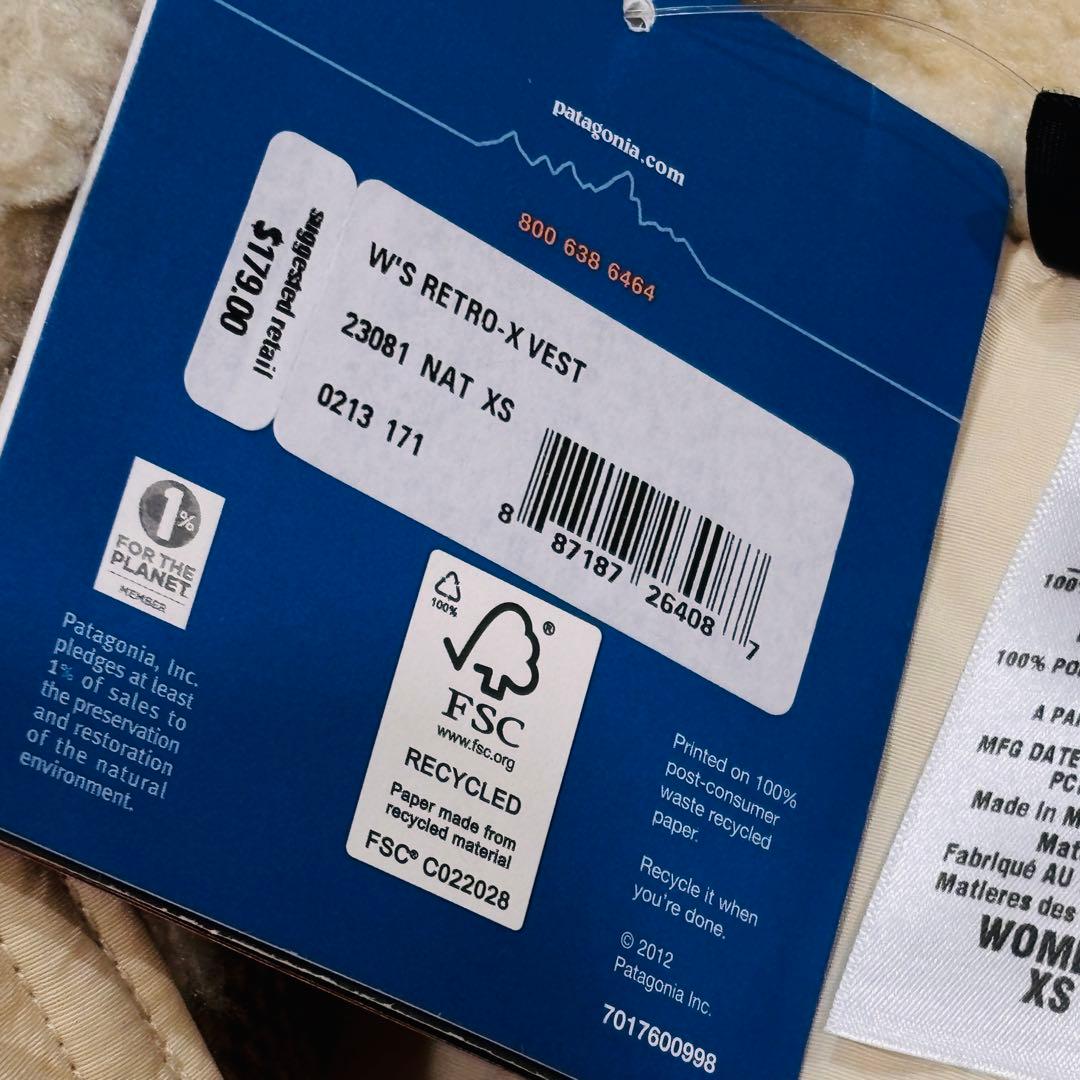 patagonia.com
800 638 6464
suggested retail
$179.00
W'S RETRO-X VEST
23081 NAT XS
0213 171
8 87187 26408 7
1%
FOR THE
PLANET
MEMBER
Patagonia, Inc.
pledges at least
1% of sales to
the preservation
and restoration
of the natural
environment.
100%
FSC
®
www.fsc.org
RECYCLED
Paper made from
recycled material
FSC® C022028
Printed on 100%
post-consumer
waste recycled
paper.
Recycle it when
you're done.
© 2012
Patagonia Inc.
7017600998
100
100%
A
MFG DATE
Made In
Fabriqué AU
Matieres des
XS